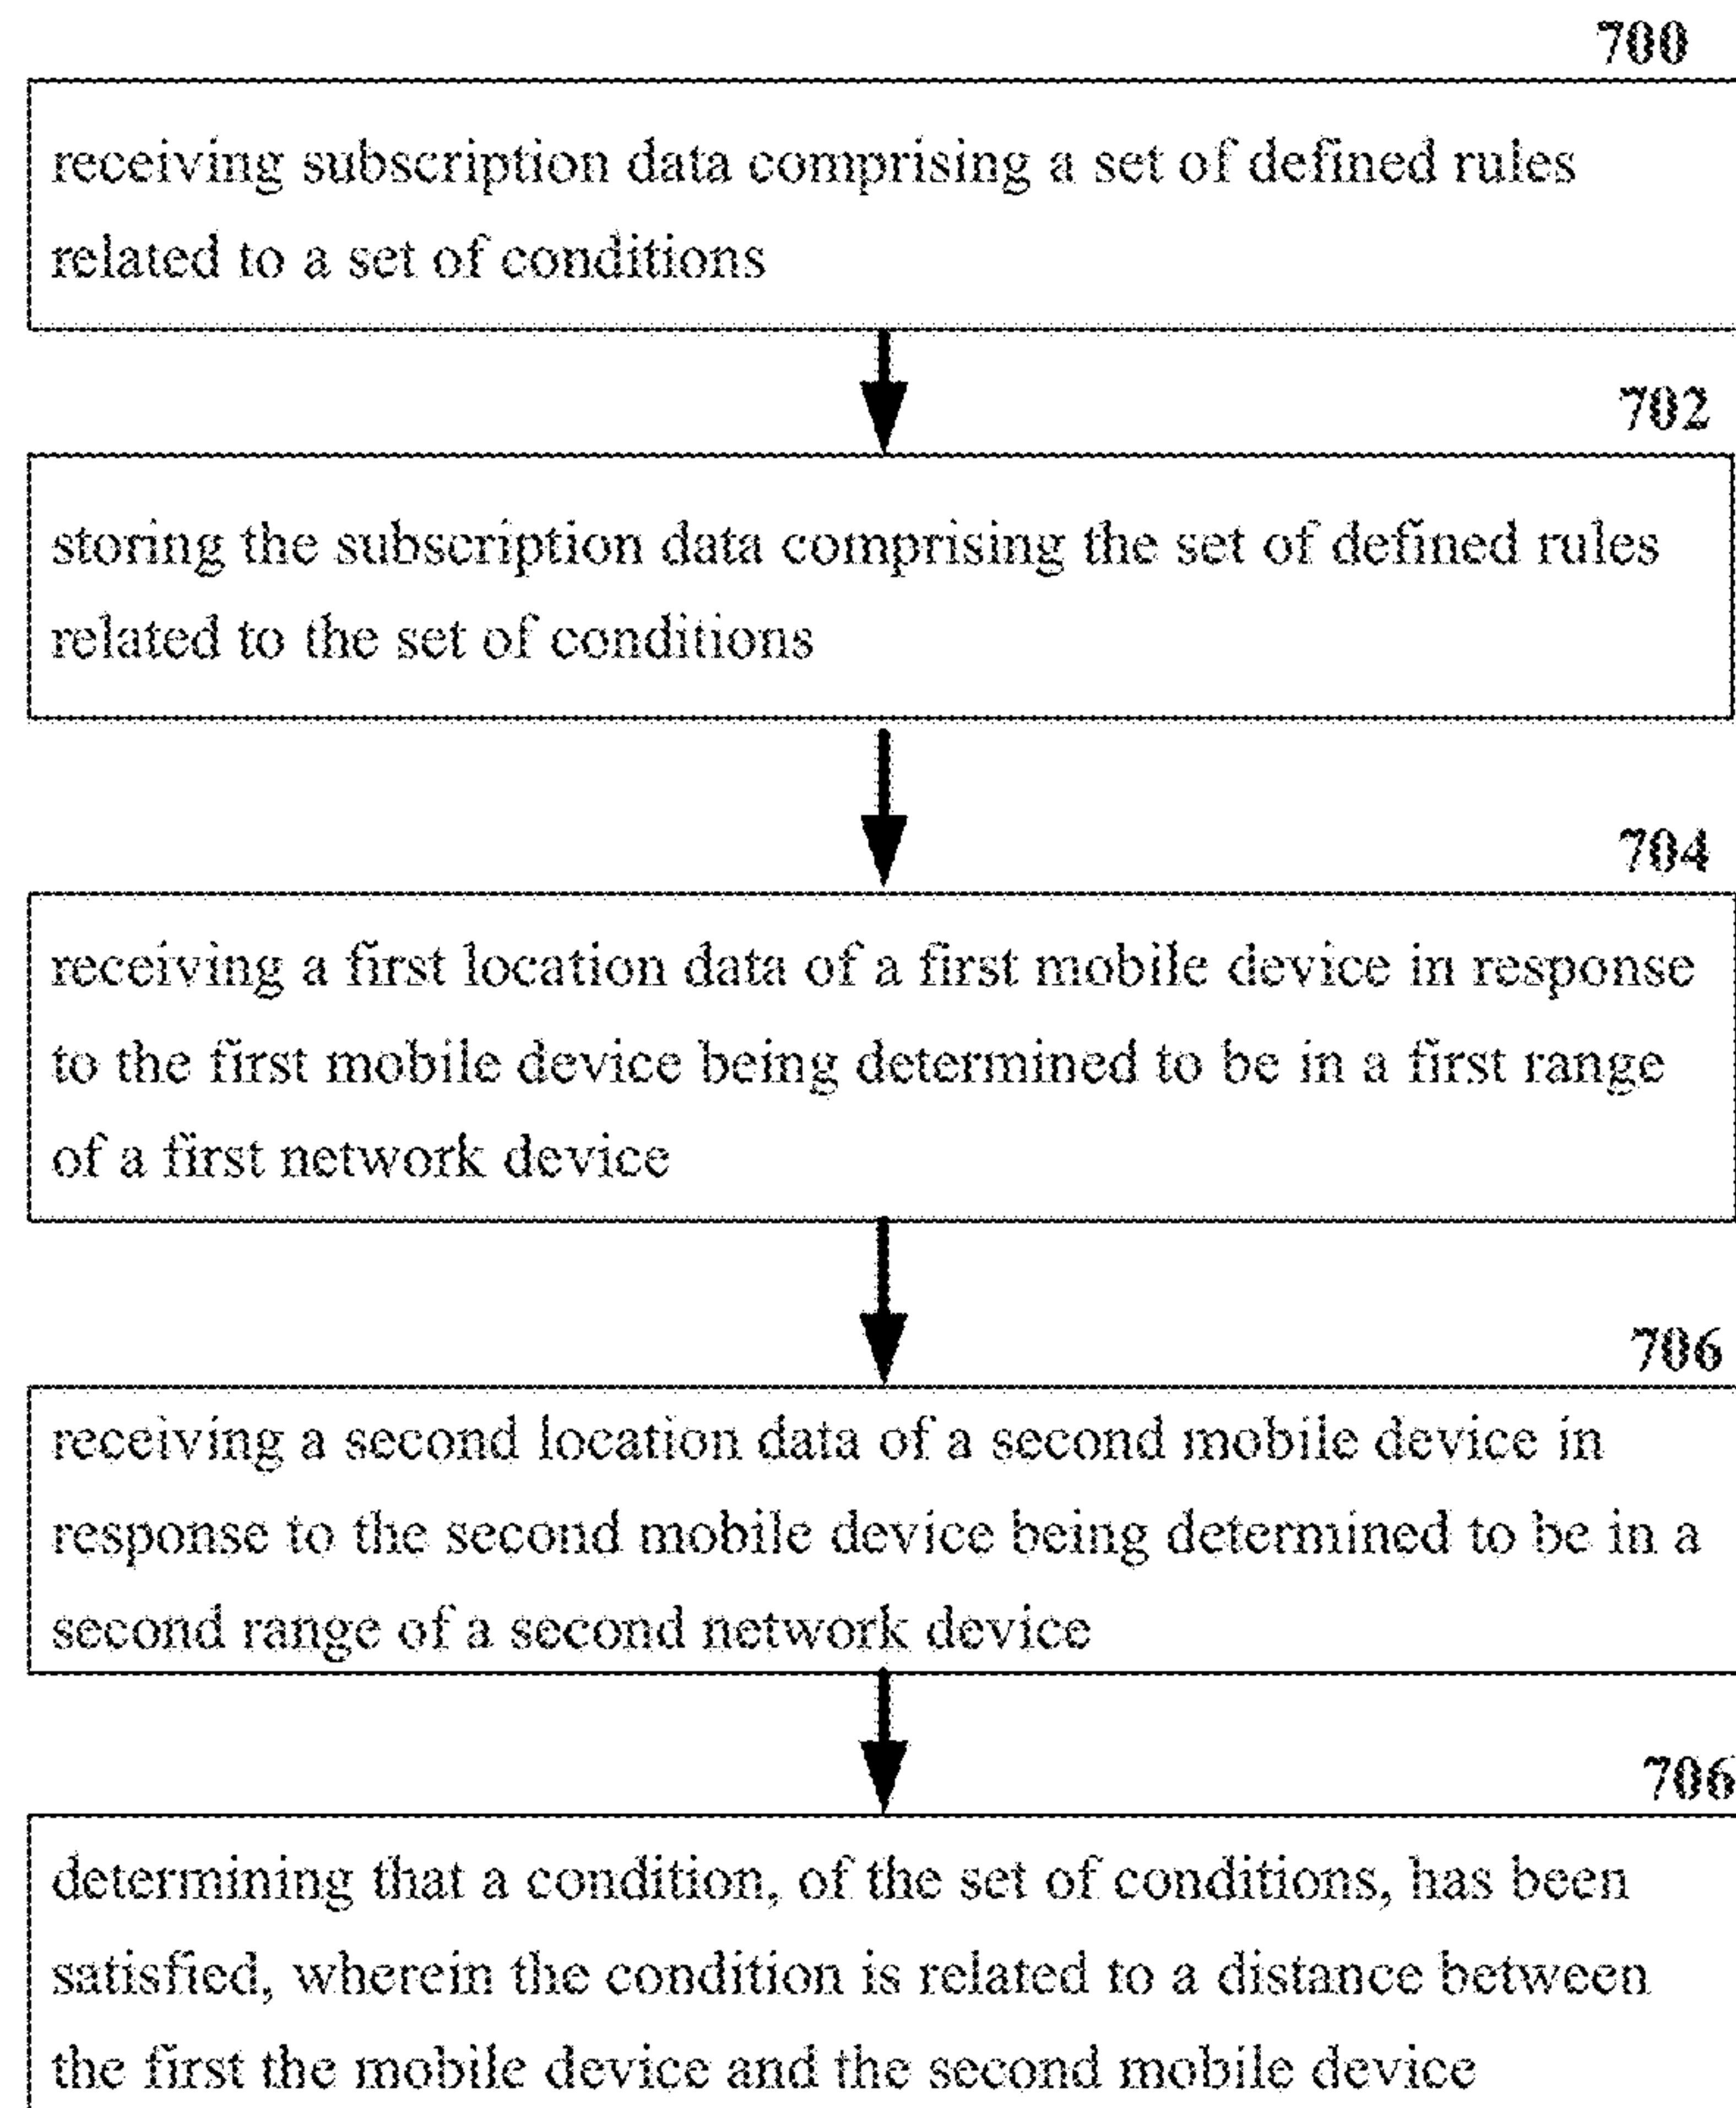 700
receiving subscription data comprising a set of defined rules
related to a set of conditions
702
storing the subscription data comprising the set of defined rules
related to the set of conditions
704
receiving a first location data of a first mobile device in response
to the first mobile device being determined to be in a first range
of a first network device
706
receiving a second location data of a second mobile device in
response to the second mobile device being determined to be in a
second range of a second network device
706
determining that a condition, of the set of conditions, has been
satisfied, wherein the condition is related to a distance between
the first the mobile device and the second mobile device